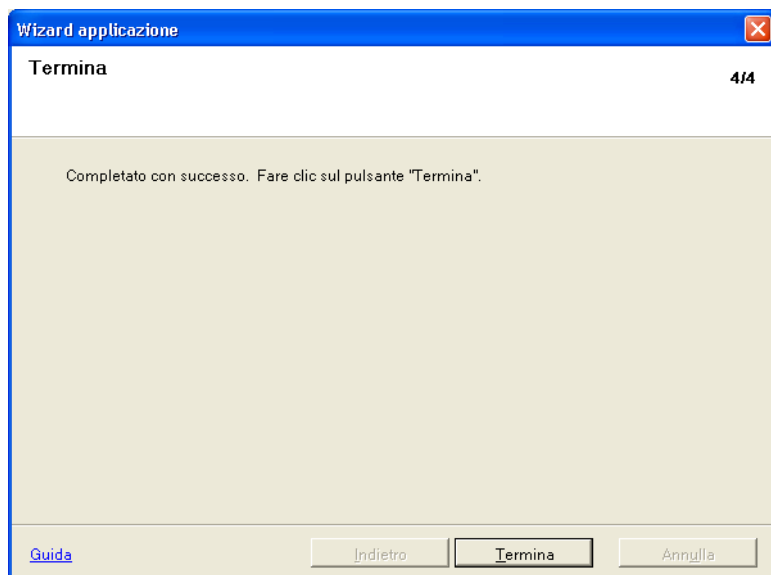 Wizard applicazione
Termina
4/4
Completato con successo. Fare clic sul pulsante "Termina".
Guida
Indietro
Termina
Annulla